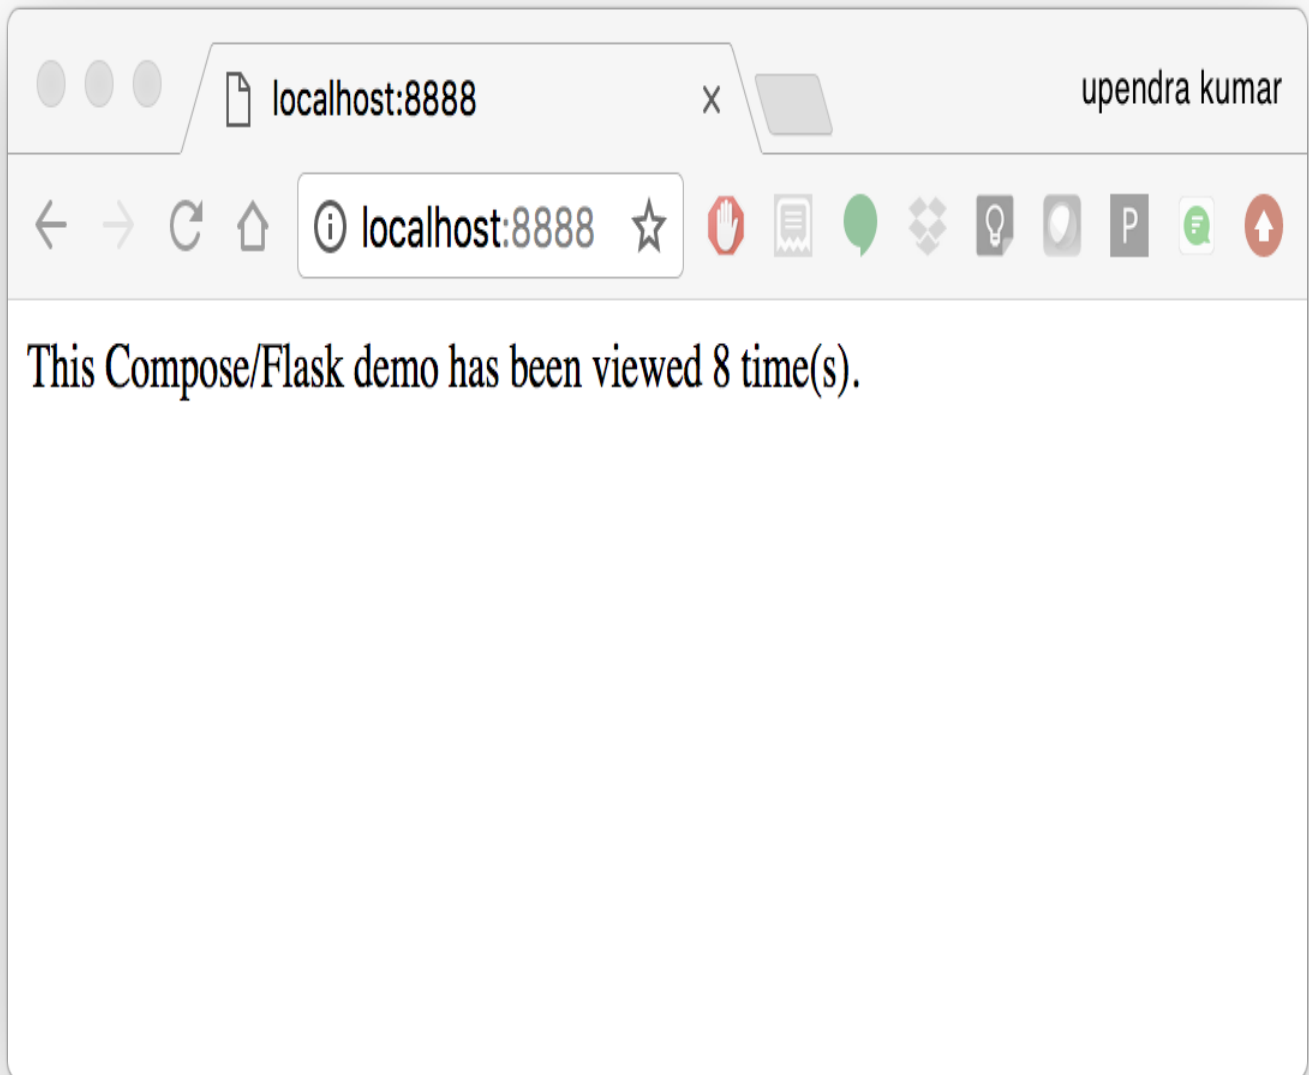 localhost:8888
upendra kumar
localhost:8888
P
This Compose/Flask demo has been viewed 8 time(s).